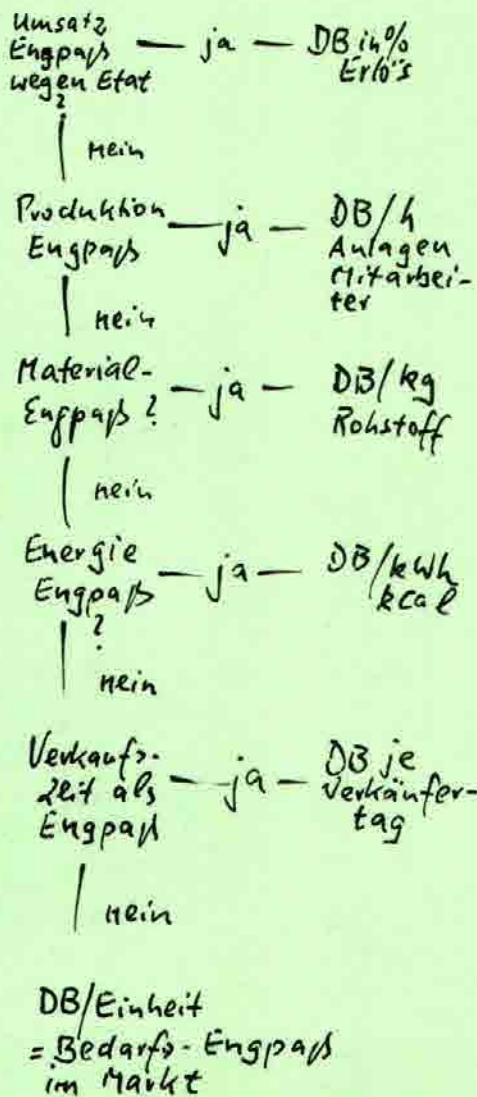 Umsatz
Engpaß — ja — DB in %
wegen Etat Erlös
?
nein
Produktion — ja — DB/h
Engpaß Anlagen
Mitarbei-
ter
nein
Material- — ja — DB/kg
Engpaß ? Rohstoff
nein
Energie — ja — DB/kWh
Engpaß kcal
?
nein
Verkaufs- DB je
zeit als — ja — Verkäufer-
Engpaß tag
nein
DB/Einheit
= Bedarfs-Engpaß
im Markt